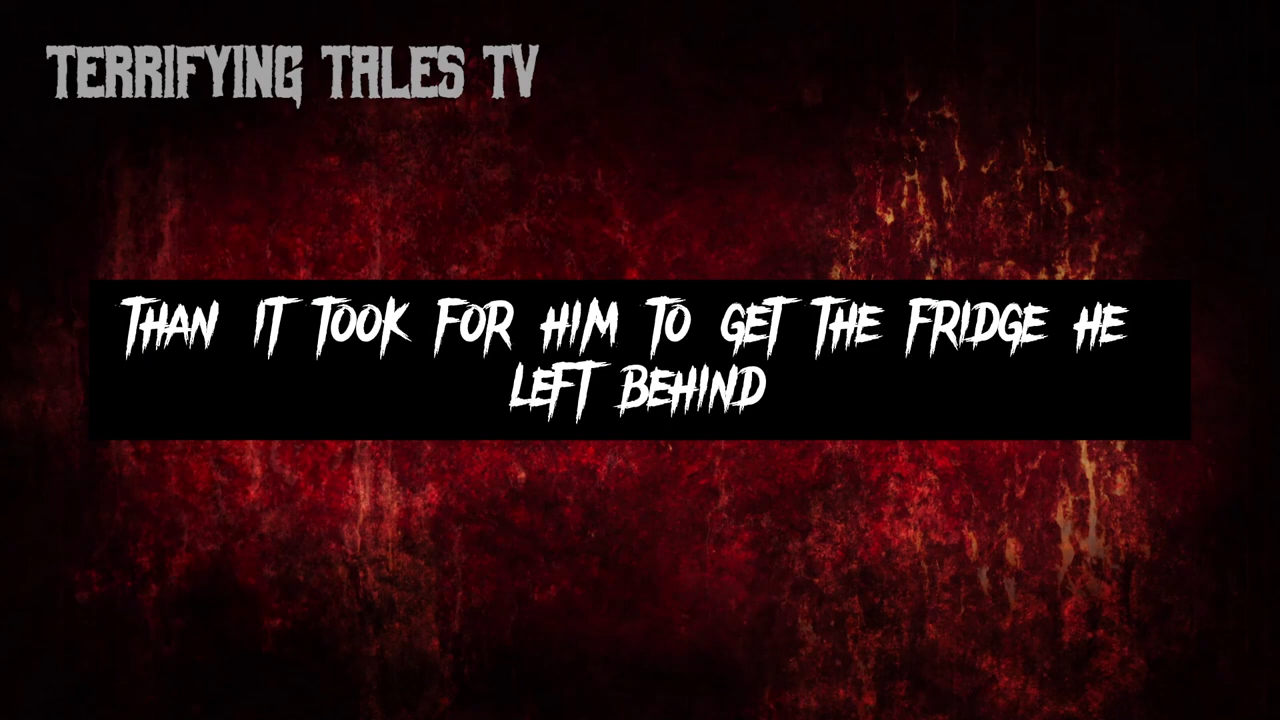 TERRIFYING TALES TV
THAN IT TOOK FOR HIM TO GET THE FRIDGE HE
LEFT BEHIND